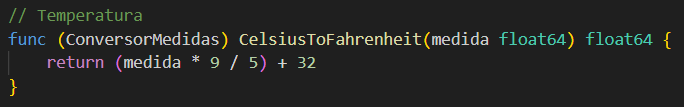 // Temperatura
func (ConversorMedidas) CelsiusToFahrenheit(medida float64) float64 {
    return (medida * 9 / 5) + 32
}